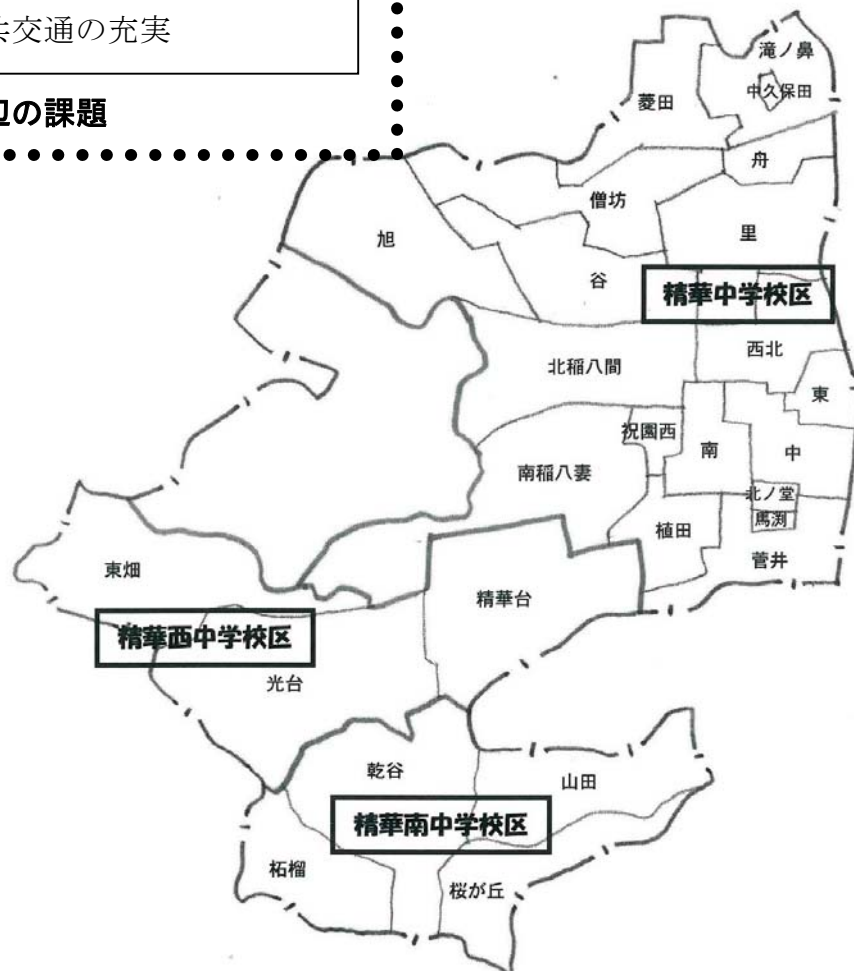 共交通の充実
辺の課題
滝ノ鼻
菱田
中久保田
舟
僧坊
旭
里
谷
精華中学校区
北稲八間
西北
東
祝園西
南
中
南稲八妻
北ノ堂
馬渕
植田
菅井
東畑
精華台
精華西中学校区
光台
乾谷
山田
精華南中学校区
柘榴
桜が丘